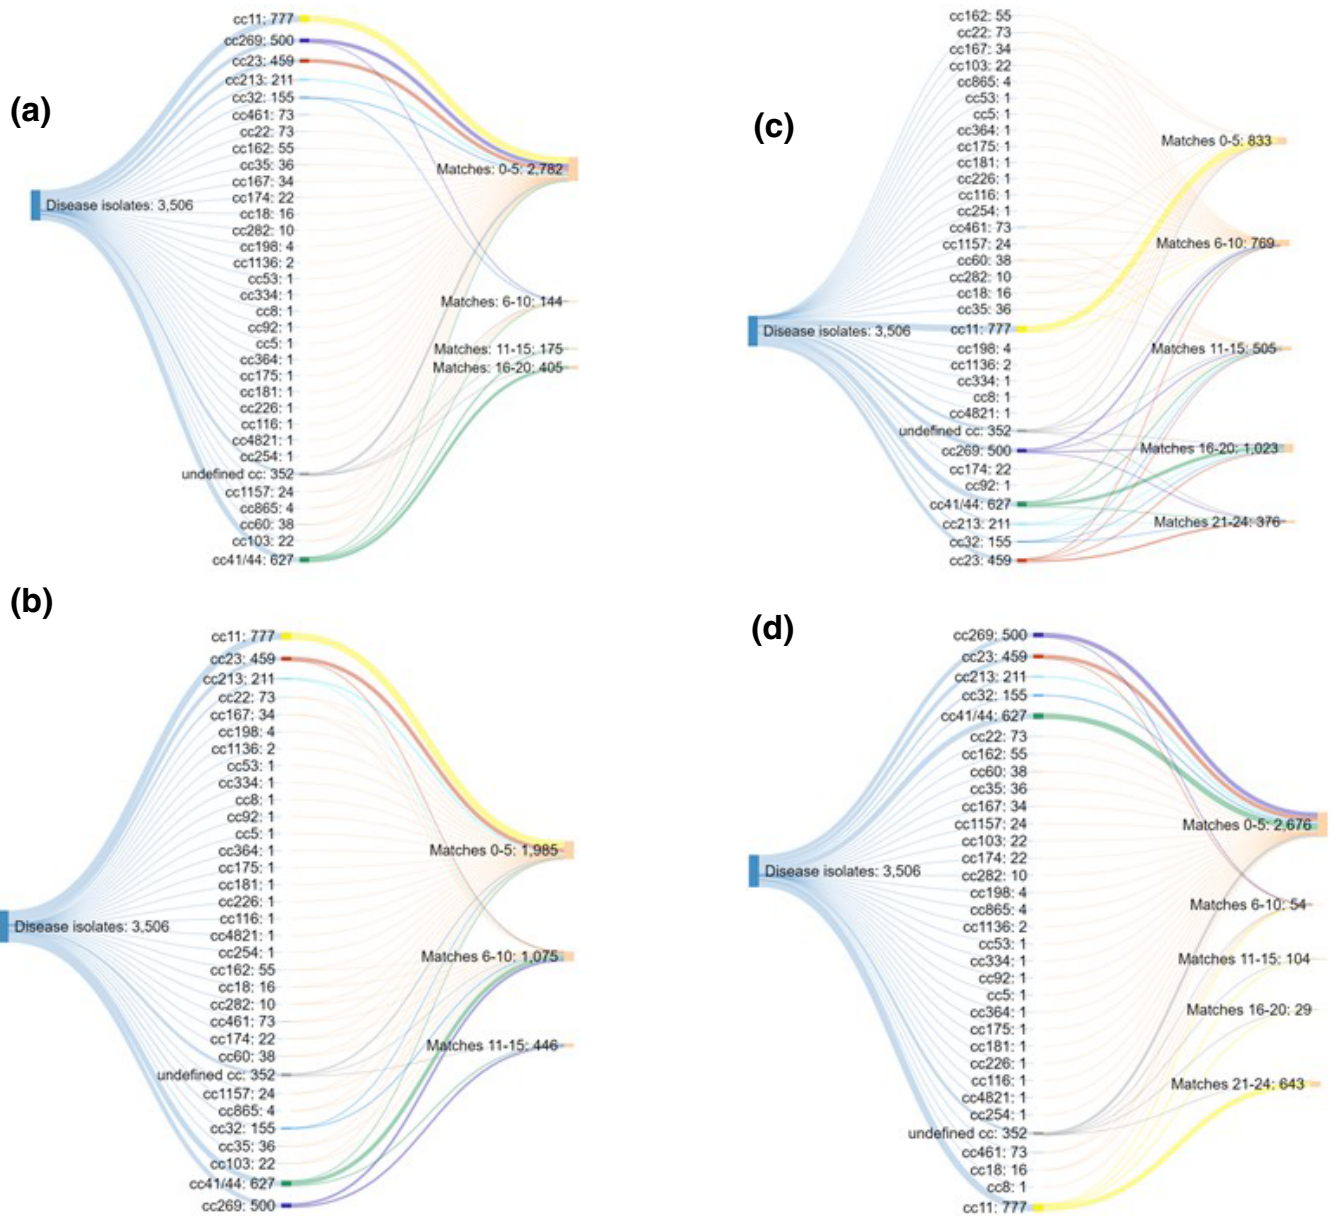 (a)
cc11: 777
cc269: 500
cc23: 459
cc213: 211
cc32: 155
cc461: 73
cc22: 73
cc162: 55
cc35: 36
cc167: 34
cc174: 22
cc18: 16
cc282: 10
cc198: 4
cc1136: 2
cc53: 1
cc334: 1
cc8: 1
cc92: 1
cc5: 1
cc364: 1
cc175: 1
cc181: 1
cc226: 1
cc116: 1
cc4821: 1
cc254: 1
undefined cc: 352
cc1157: 24
cc865: 4
cc60: 38
cc103: 22
cc41/44: 627
Disease isolates: 3,506
Matches: 0-5: 2,782
Matches: 6-10: 144
Matches: 11-15: 175
Matches: 16-20: 405
(c)
cc162: 55
cc22: 73
cc167: 34
cc103: 22
cc865: 4
cc53: 1
cc5: 1
cc364: 1
cc175: 1
cc181: 1
cc226: 1
cc116: 1
cc254: 1
cc461: 73
cc1157: 24
cc60: 38
cc282: 10
cc18: 16
cc35: 36
cc11: 777
cc198: 4
cc1136: 2
cc334: 1
cc8: 1
cc4821: 1
undefined cc: 352
cc269: 500
cc174: 22
cc92: 1
cc41/44: 627
cc213: 211
cc32: 155
cc23: 459
Disease isolates: 3,506
Matches 0-5: 833
Matches 6-10: 769
Matches 11-15: 505
Matches 16-20: 1,023
Matches 21-24: 376
(b)
cc11: 777
cc23: 459
cc213: 211
cc22: 73
cc167: 34
cc198: 4
cc1136: 2
cc53: 1
cc334: 1
cc8: 1
cc92: 1
cc5: 1
cc364: 1
cc175: 1
cc181: 1
cc226: 1
cc116: 1
cc4821: 1
cc254: 1
cc162: 55
cc18: 16
cc282: 10
cc461: 73
cc174: 22
cc60: 38
undefined cc: 352
cc1157: 24
cc865: 4
cc32: 155
cc35: 36
cc103: 22
cc41/44: 627
cc269: 500
Disease isolates: 3,506
Matches 0-5: 1,985
Matches 6-10: 1,075
Matches 11-15: 446
(d)
cc269: 500
cc23: 459
cc213: 211
cc32: 155
cc41/44: 627
cc22: 73
cc162: 55
cc60: 38
cc35: 36
cc167: 34
cc1157: 24
cc103: 22
cc174: 22
cc282: 10
cc198: 4
cc865: 4
cc1136: 2
cc53: 1
cc334: 1
cc92: 1
cc5: 1
cc364: 1
cc175: 1
cc181: 1
cc226: 1
cc116: 1
cc4821: 1
cc254: 1
undefined cc: 352
cc461: 73
cc18: 16
cc8: 1
cc11: 777
Disease isolates: 3,506
Matches 0-5: 2,676
Matches 6-10: 54
Matches 11-15: 104
Matches 16-20: 29
Matches 21-24: 643